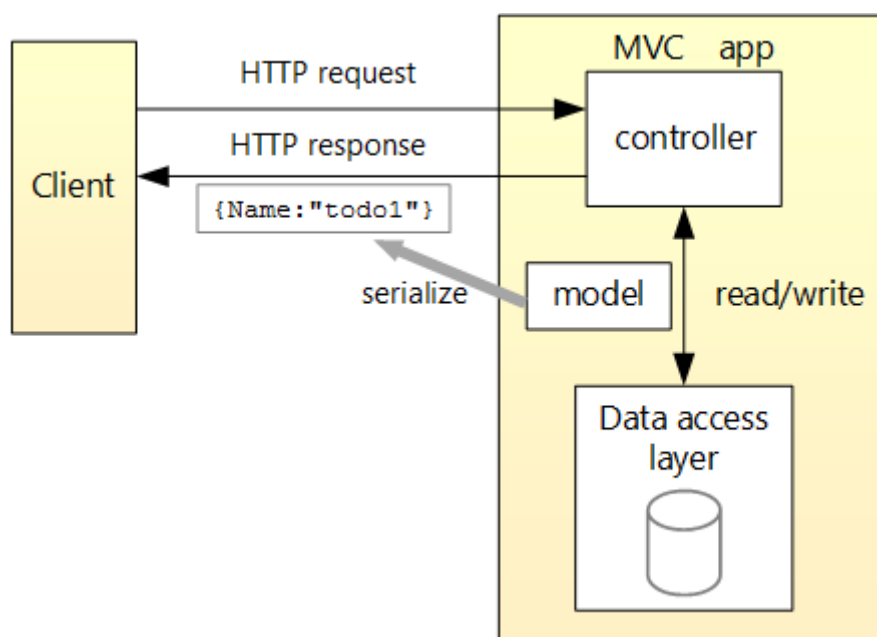 MVC app
HTTP request
controller
HTTP response
Client
{Name:"todo1"}
serialize
model
read/write
Data access
layer